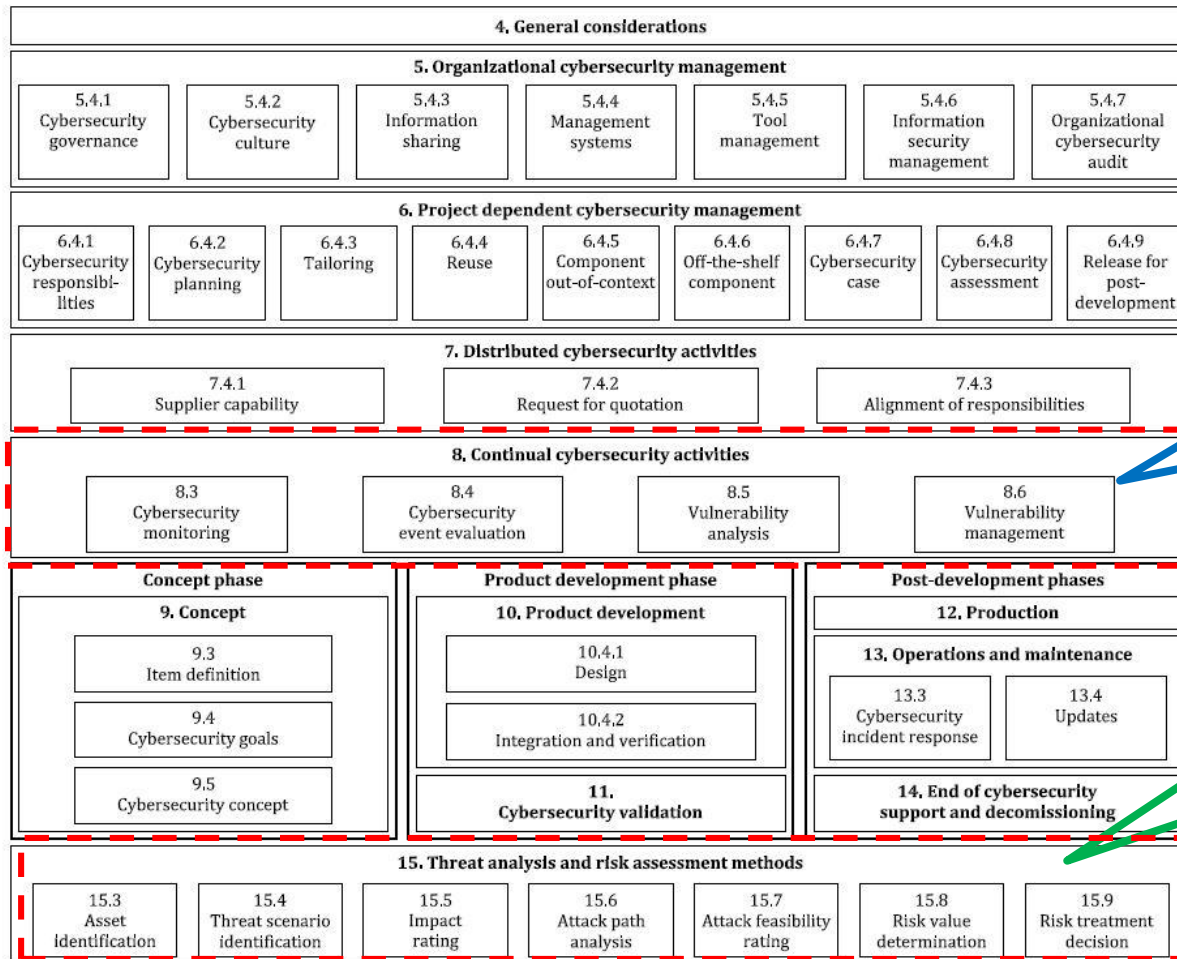 4. General considerations
5. Organizational cybersecurity management
5.4.1
Cybersecurity
governance
5.4.2
Cybersecurity
culture
5.4.3
Information
sharing
5.4.4
Management
systems
5.4.5
Tool
management
5.4.6
Information
security
management
5.4.7
Organizational
cybersecurity
audit
6. Project dependent cybersecurity management
6.4.1
Cybersecurity
responsibi-
lities
6.4.2
Cybersecurity
planning
6.4.3
Tailoring
6.4.4
Reuse
6.4.5
Component
out-of-context
6.4.6
Off-the-shelf
component
6.4.7
Cybersecurity
case
6.4.8
Cybersecurity
assessment
6.4.9
Release for
post-
development
7. Distributed cybersecurity activities
7.4.1
Supplier capability
7.4.2
Request for quotation
7.4.3
Alignment of responsibilities
8. Continual cybersecurity activities
8.3
Cybersecurity
monitoring
8.4
Cybersecurity
event evaluation
8.5
Vulnerability
analysis
8.6
Vulnerability
management
Concept phase
9. Concept
9.3
Item definition
9.4
Cybersecurity goals
9.5
Cybersecurity concept
Product development phase
10. Product development
10.4.1
Design
10.4.2
Integration and verification
11.
Cybersecurity validation
Post-development phases
12. Production
13. Operations and maintenance
13.3
Cybersecurity
incident response
13.4
Updates
14. End of cybersecurity
support and decomissioning
15. Threat analysis and risk assessment methods
15.3
Asset
identification
15.4
Threat scenario
identification
15.5
Impact
rating
15.6
Attack path
analysis
15.7
Attack feasibility
rating
15.8
Risk value
determination
15.9
Risk treatment
decision